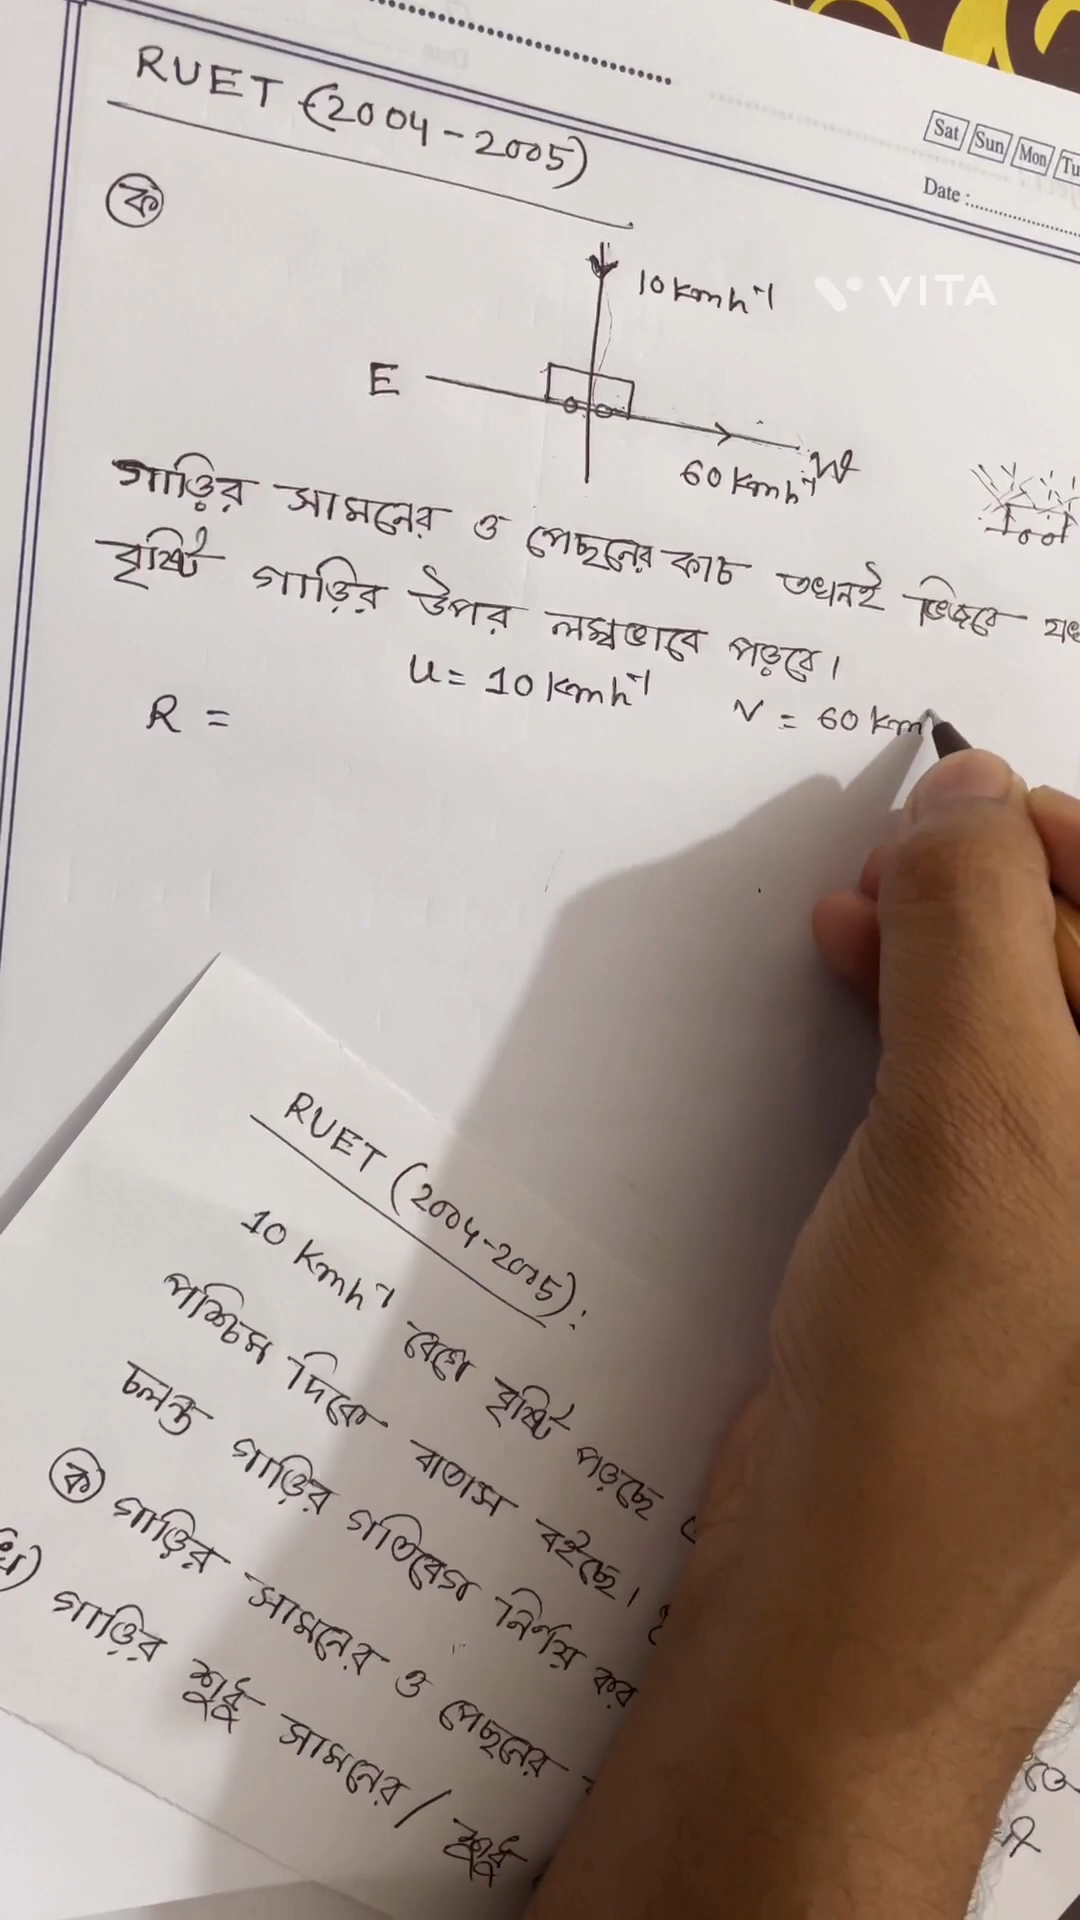 Sat Sun Mon Tu
Date :
RUET (2004-2005)
ক
10 Kmh⁻¹
VITA
E
60 Kmh⁻¹
W
গাড়ির সামনের ও পেছনের কাচ তখনই ভিজবে যখ
বৃষ্টি গাড়ির উপর লম্বভাবে পড়বে।
R =
u = 10 Kmh⁻¹
v = 60 Km
RUET (2004-2005):
10 Kmh⁻¹ বেগে বৃষ্টি পড়ছে
পশ্চিম দিকে বাতাস বইছে।
চলন্ত গাড়ির গতিবেগ নির্ণয় কর
ক গাড়ির সামনের ও পেছনের
খ) গাড়ির শুধু সামনের / শুধু